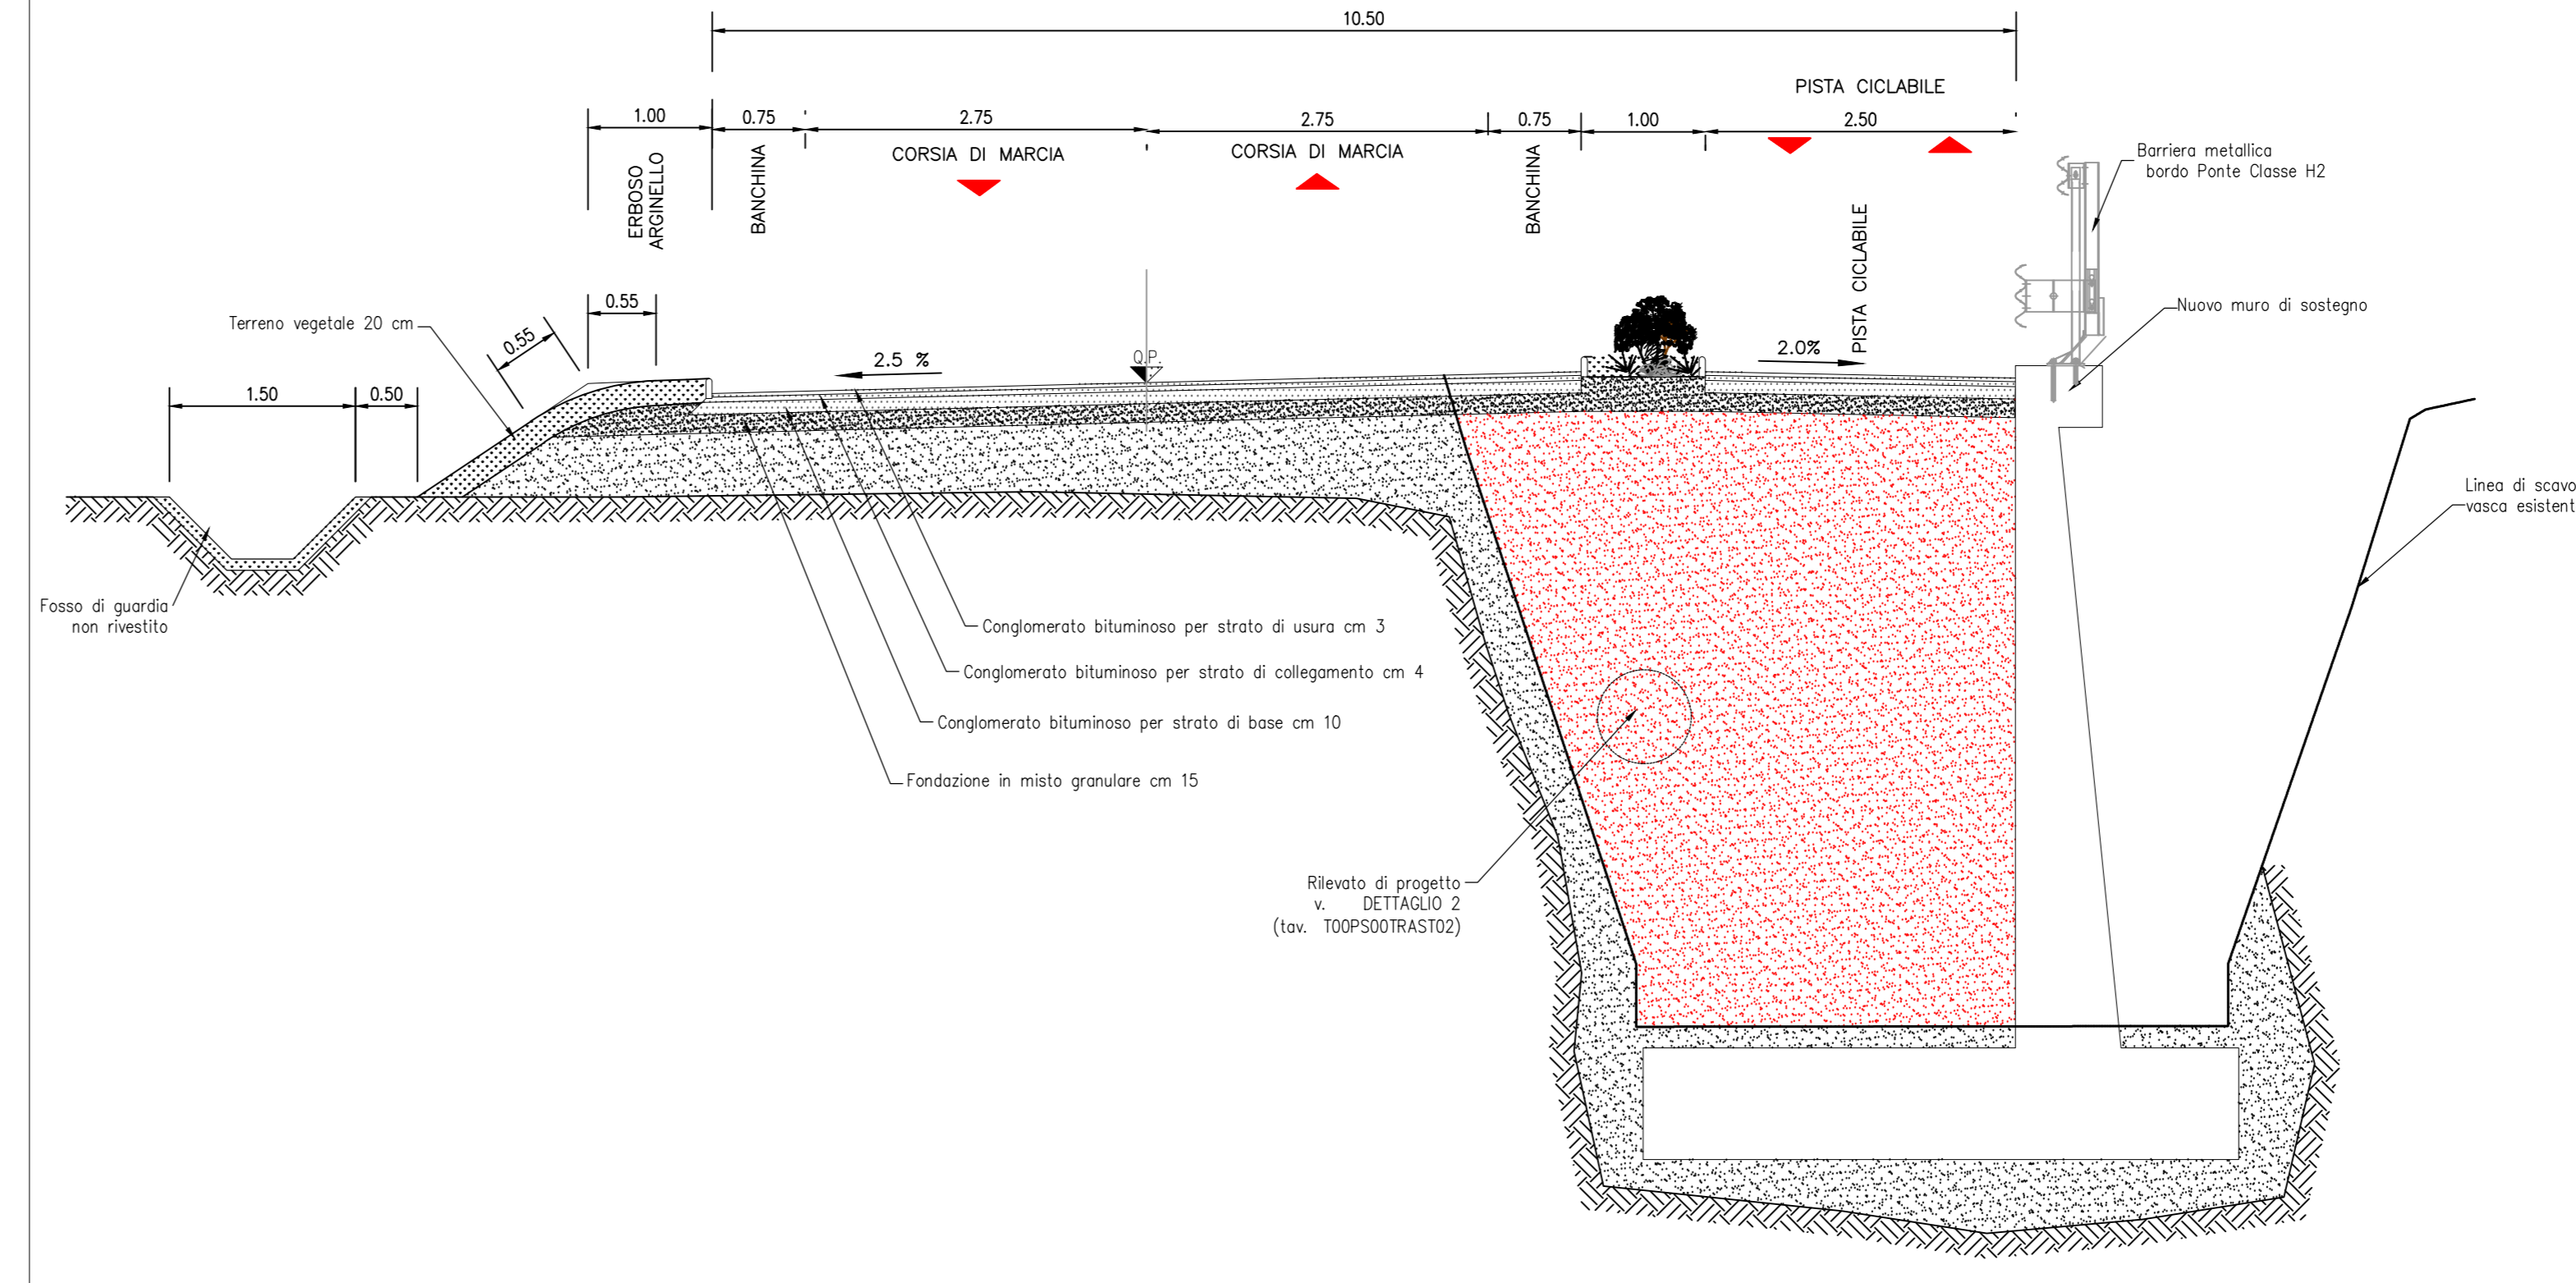 10.50
PISTA CICLABILE
1.00
0.75
2.75
2.75
0.75
1.00
2.50
ERBOSO
ARGINELLO
BANCHINA
CORSIA DI MARCIA
CORSIA DI MARCIA
BANCHINA
PISTA CICLABILE
Barriera metallica
bordo Ponte Classe H2
Nuovo muro di sostegno
Terreno vegetale 20 cm
0.55
0.55
2.5 %
Q.P.
2.0%
1.50
0.50
Linea di scavo
vasca esistent
Fosso di guardia
non rivestito
Conglomerato bituminoso per strato di usura cm 3
Conglomerato bituminoso per strato di collegamento cm 4
Conglomerato bituminoso per strato di base cm 10
Fondazione in misto granulare cm 15
Rilevato di progetto
v. DETTAGLIO 2
(tav. T00PS00TRAST02)